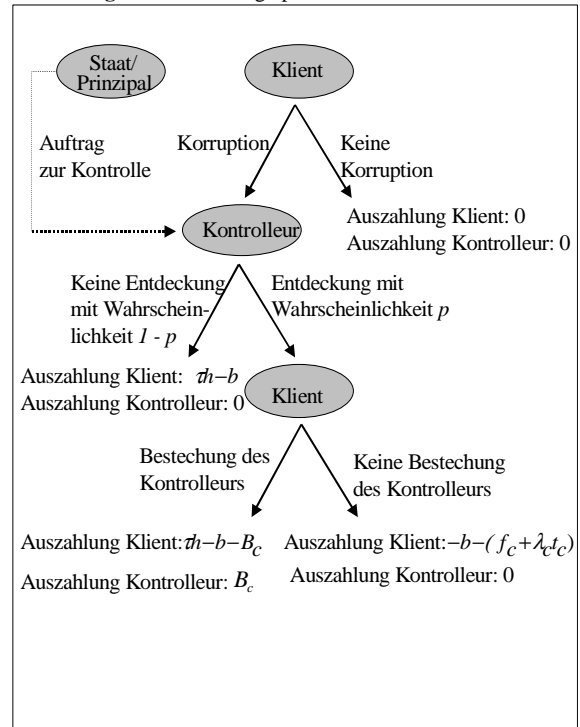 Staat/
Prinzipal
Klient
Auftrag
zur Kontrolle
Korruption
Keine
Korruption
Kontrolleur
Auszahlung Klient: 0
Auszahlung Kontrolleur: 0
Keine Entdeckung
mit Wahrschein-
lichkeit 1 - p
Entdeckung mit
Wahrscheinlichkeit p
Auszahlung Klient: τh−b
Auszahlung Kontrolleur: 0
Klient
Bestechung des
Kontrolleurs
Keine Bestechung
des Kontrolleurs
Auszahlung Klient:τh−b−B_c
Auszahlung Kontrolleur: B_c
Auszahlung Klient:−b−(f_c+λ_ct_c)
Auszahlung Kontrolleur: 0